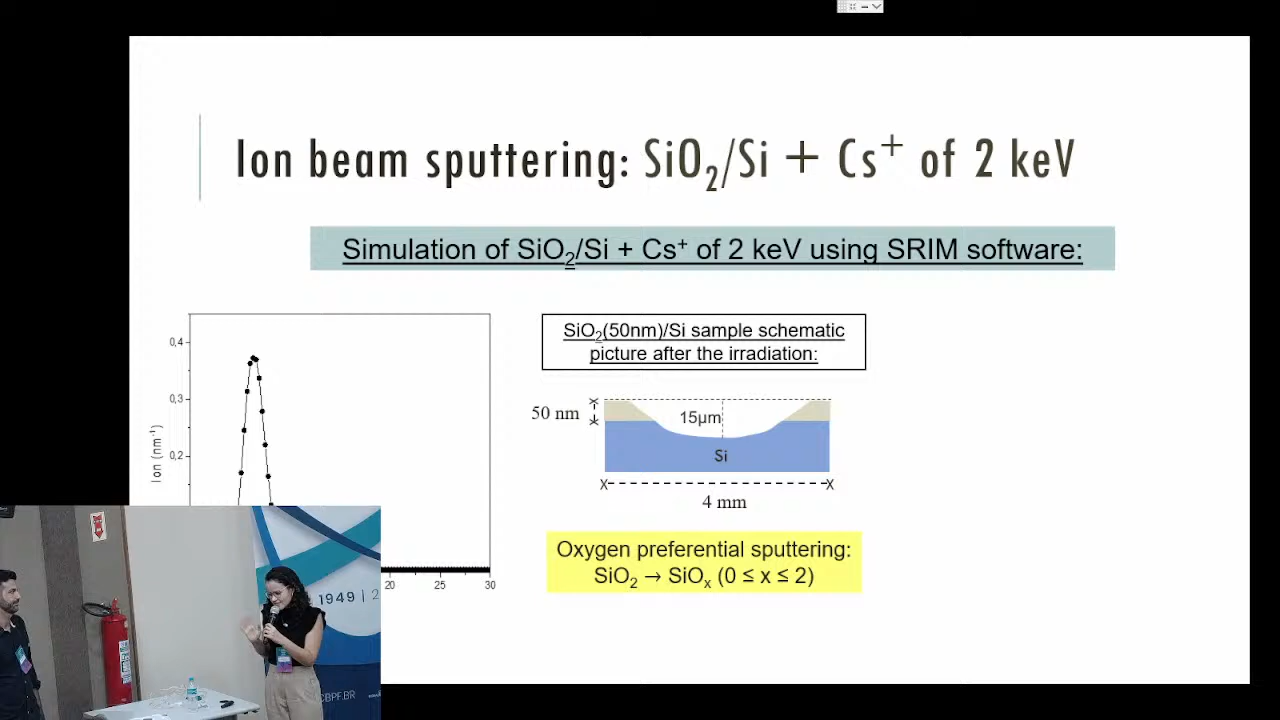 Ion beam sputtering: SiO₂/Si + Cs⁺ of 2 keV
Simulation of SiO₂/Si + Cs⁺ of 2 keV using SRIM software:
0,4
0,3
0,2
Ion (nm⁻¹)
20
25
30
SiO₂(50nm)/Si sample schematic
picture after the irradiation:
50 nm
15μm
Si
4 mm
Oxygen preferential sputtering:
SiO₂ → SiOₓ (0 ≤ x ≤ 2)
1949 | 2
CBPF.BR